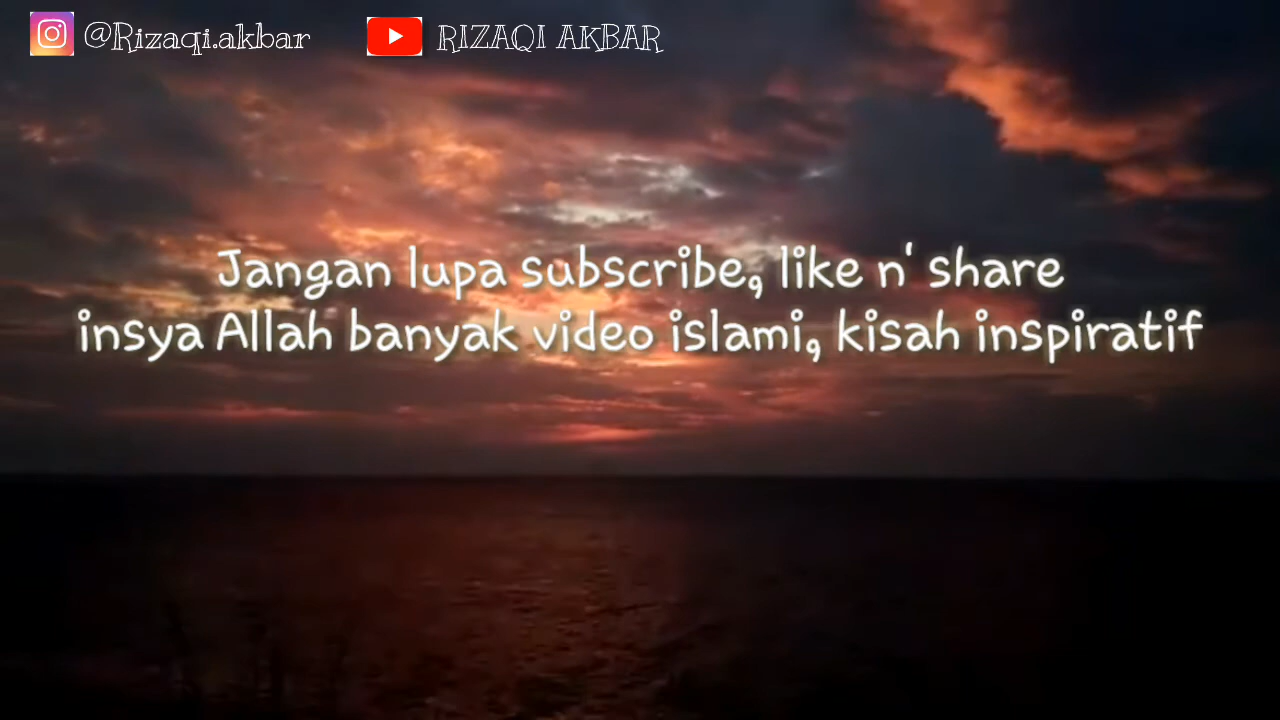 @Rizaqi.akbar RIZAQI AKBAR
Jangan lupa subscribe, like n' share
insya Allah banyak video islami, kisah inspiratif